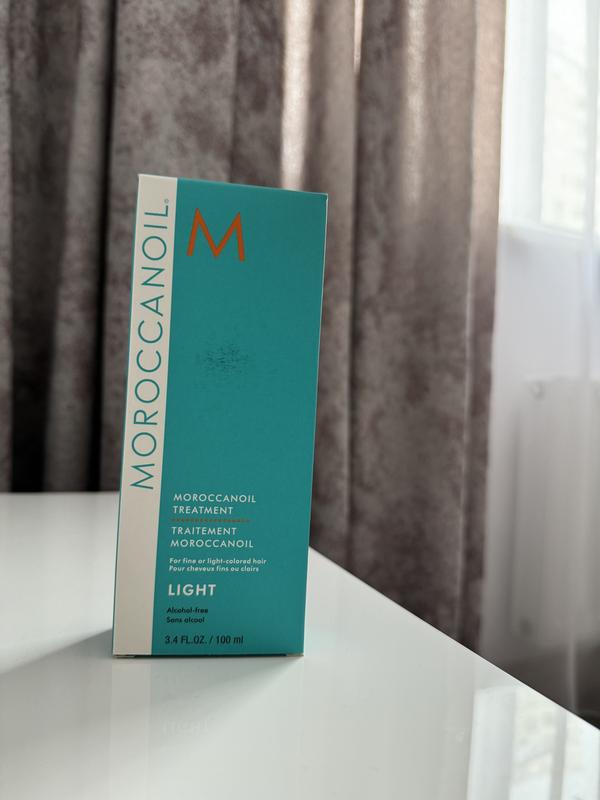 MOROCCANOIL®
M
MOROCCANOIL
TREATMENT
TRAITEMENT
MOROCCANOIL
For fine or light-colored hair
Pour cheveux fins ou clairs
LIGHT
Alcohol-free
Sans alcool
3.4 FL.OZ. / 100 ml